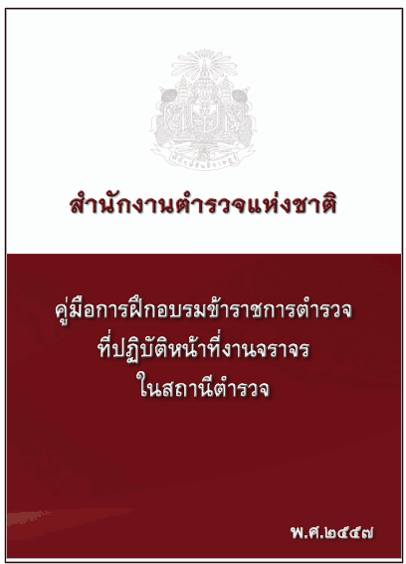 สำนักงานตำรวจแห่งชาติ
คู่มือการฝึกอบรมข้าราชการตำรวจ
ที่ปฏิบัติหน้าที่งานจราจร
ในสถานีตำรวจ
พ.ศ.๒๕๕๗